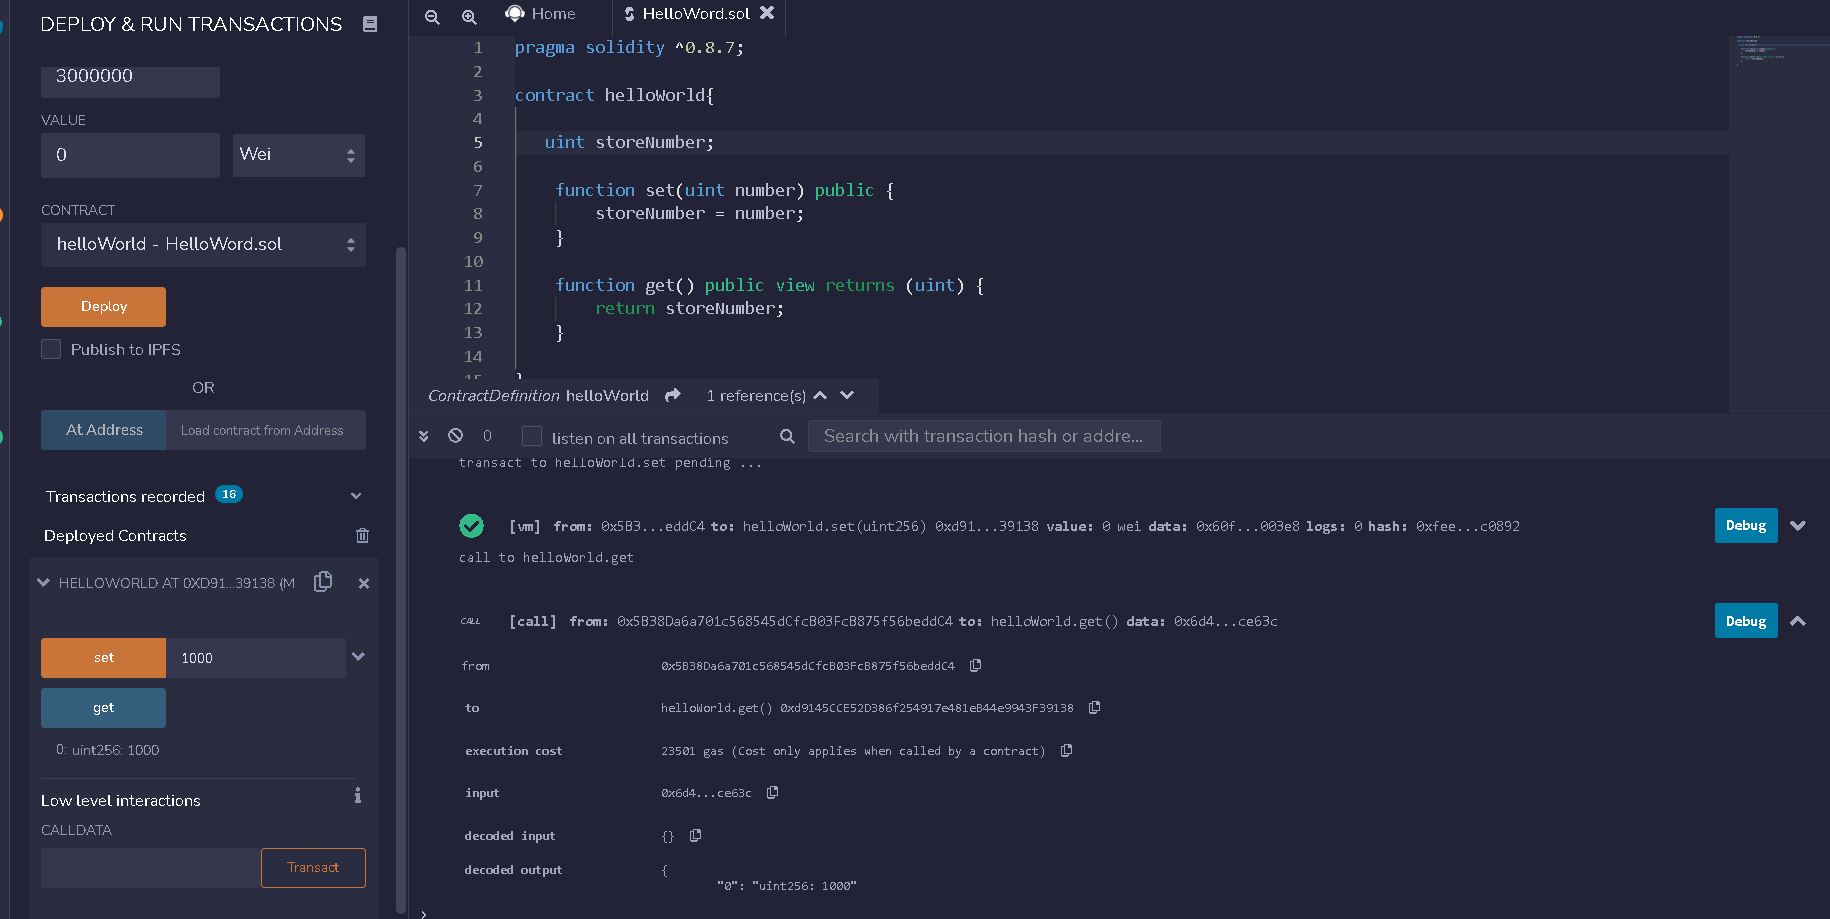 DEPLOY & RUN TRANSACTIONS
3000000
VALUE
0
Wei
CONTRACT
helloWorld - HelloWord.sol
Deploy
Publish to IPFS
OR
At Address
Load contract from Address
Transactions recorded 16
Deployed Contracts
HELLOWORLD AT 0XD91...39138 (M
set
1000
get
0: uint256: 1000
Low level interactions
i
CALLDATA
Transact
Home
HelloWord.sol
1 pragma solidity ^0.8.7;
2
3 contract helloWorld{
4
5 uint storeNumber;
6
7 function set(uint number) public {
8 storeNumber = number;
9 }
10
11 function get() public view returns (uint) {
12 return storeNumber;
13 }
14
15 }
ContractDefinition helloWorld 1 reference(s)
0 listen on all transactions Search with transaction hash or addre...
transact to helloWorld.set pending ...
[vm] from: 0x5B3...eddC4 to: helloWorld.set(uint256) 0xd91...39138 value: 0 wei data: 0x60f...003e8 logs: 0 hash: 0xfee...c0892
Debug
call to helloWorld.get
CALL [call] from: 0x5B38Da6a701c568545dCfcB03FcB875f56beddC4 to: helloWorld.get() data: 0x6d4...ce63c
Debug
from 0x5B38Da6a701c568545dCfcB03FcB875f56beddC4
to helloWorld.get() 0xd9145CCE52D386f254917e481eB44e9943F39138
execution cost 23501 gas (Cost only applies when called by a contract)
input 0x6d4...ce63c
decoded input {}
decoded output {
"0": "uint256: 1000"
>